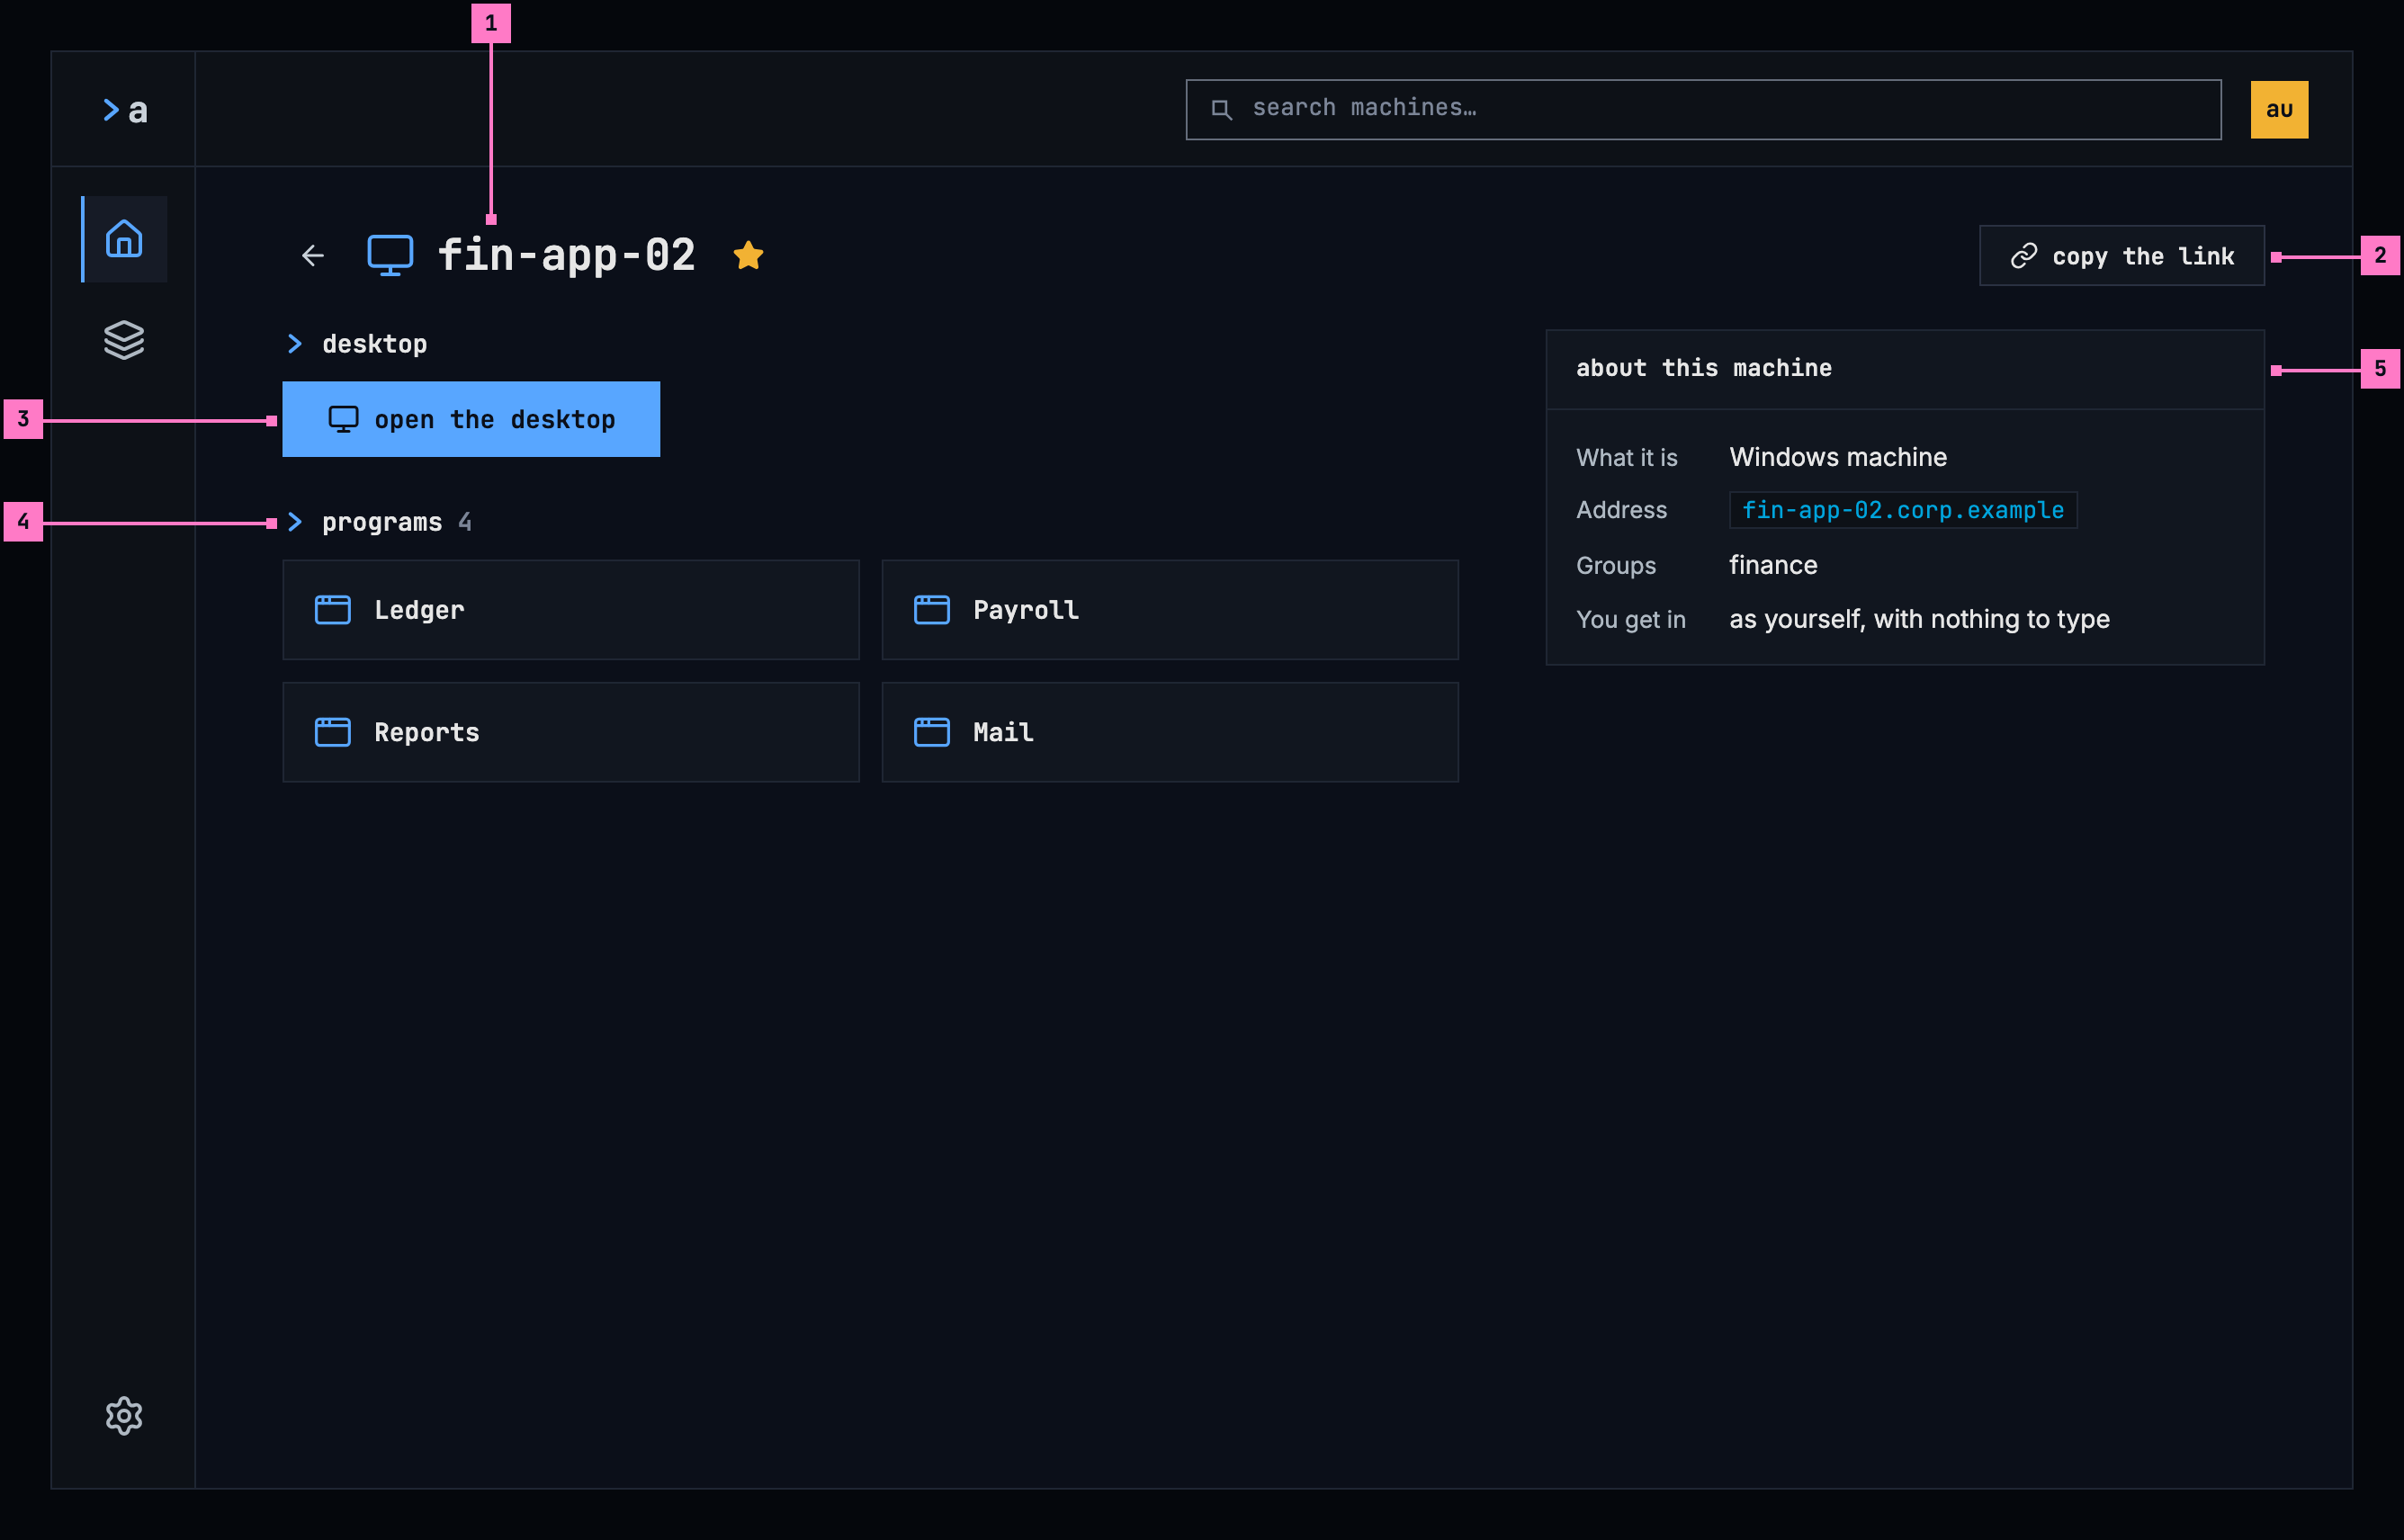 1
a
search machines…
au
fin-app-02
copy the link
2
desktop
about this machine
5
3
open the desktop
What it is Windows machine
4
programs 4
Address fin-app-02.corp.example
Groups finance
Ledger
Payroll
You get in as yourself, with nothing to type
Reports
Mail